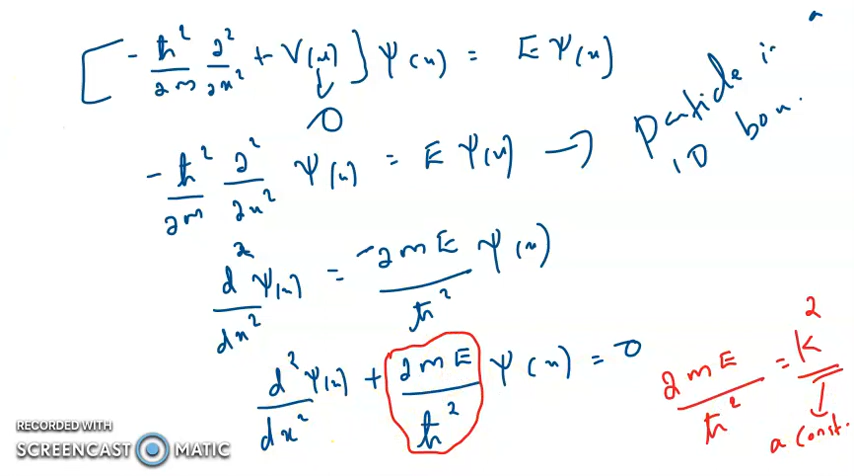 [ -ħ²/2m ∂²/∂x² + V(x) ] Ψ(x) = E Ψ(x)
↓
0
-ħ²/2m ∂²/∂x² Ψ(x) = E Ψ(x) → Particle in a
1D box.
d²Ψ(x)/dx² = -2mE/ħ² Ψ(x)
d²Ψ(x)/dx² + 2mE/ħ² Ψ(x) = 0
2mE/ħ² = k²
↓
a const.
RECORDED WITH
SCREENCAST MATIC